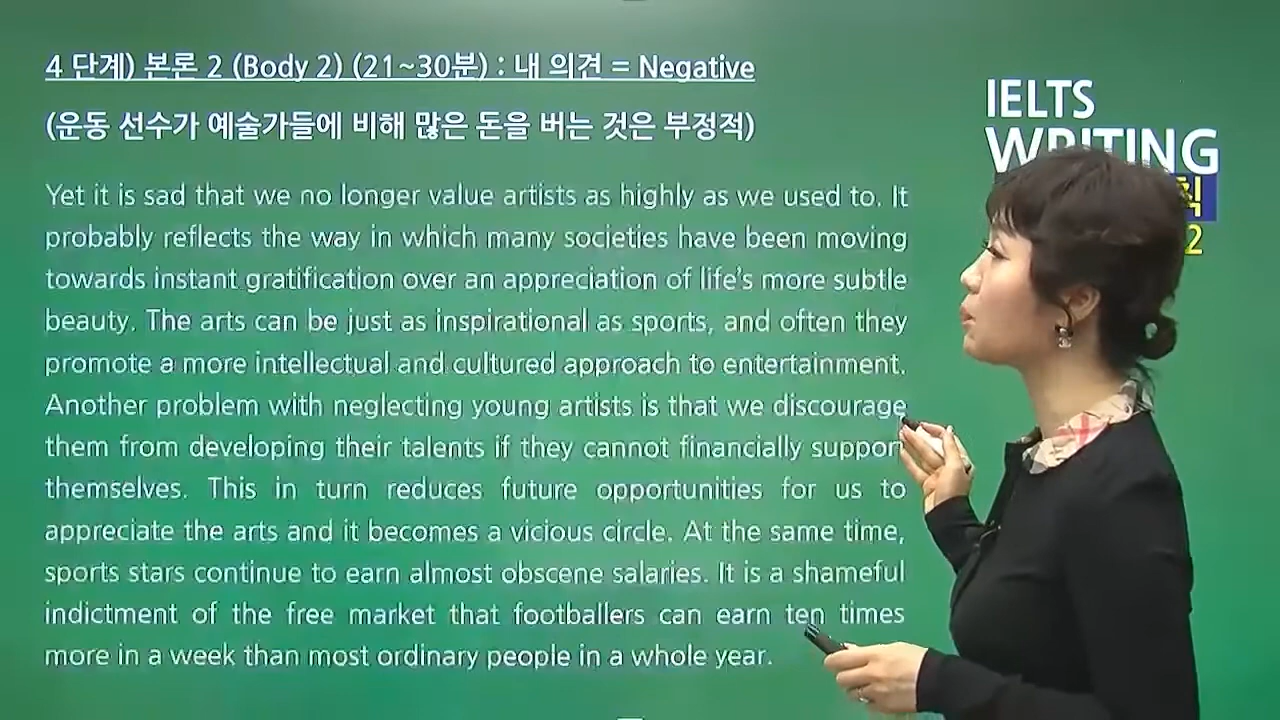 4 단계) 본론 2 (Body 2) (21~30분) : 내 의견 = Negative
(운동 선수가 예술가들에 비해 많은 돈을 버는 것은 부정적)
Yet it is sad that we no longer value artists as highly as we used to. It
probably reflects the way in which many societies have been moving
towards instant gratification over an appreciation of life's more subtle
beauty. The arts can be just as inspirational as sports, and often they
promote a more intellectual and cultured approach to entertainment.
Another problem with neglecting young artists is that we discourage
them from developing their talents if they cannot financially support
themselves. This in turn reduces future opportunities for us to
appreciate the arts and it becomes a vicious circle. At the same time,
sports stars continue to earn almost obscene salaries. It is a shameful
indictment of the free market that footballers can earn ten times
more in a week than most ordinary people in a whole year.
IELTS
WRITING
2